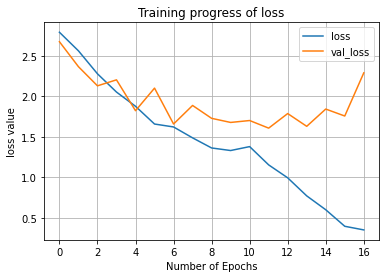 Training progress of loss
loss
val_loss
2.5
2.0
1.5
1.0
0.5
loss value
0 2 4 6 8 10 12 14 16
Number of Epochs